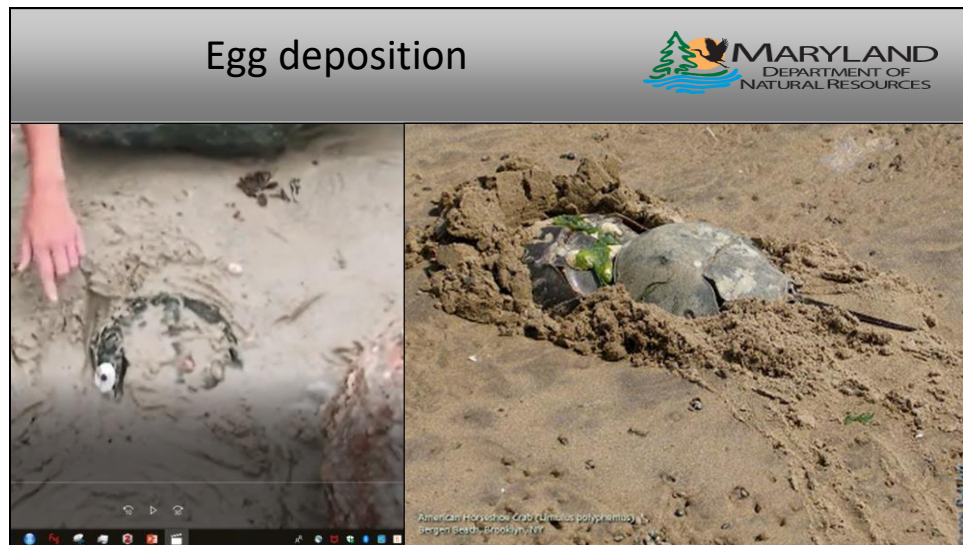 Egg deposition
MARYLAND
DEPARTMENT OF
NATURAL RESOURCES
American Horseshoe Crab (Limulus polyphemus)
Bergen Beach, Brooklyn, NY